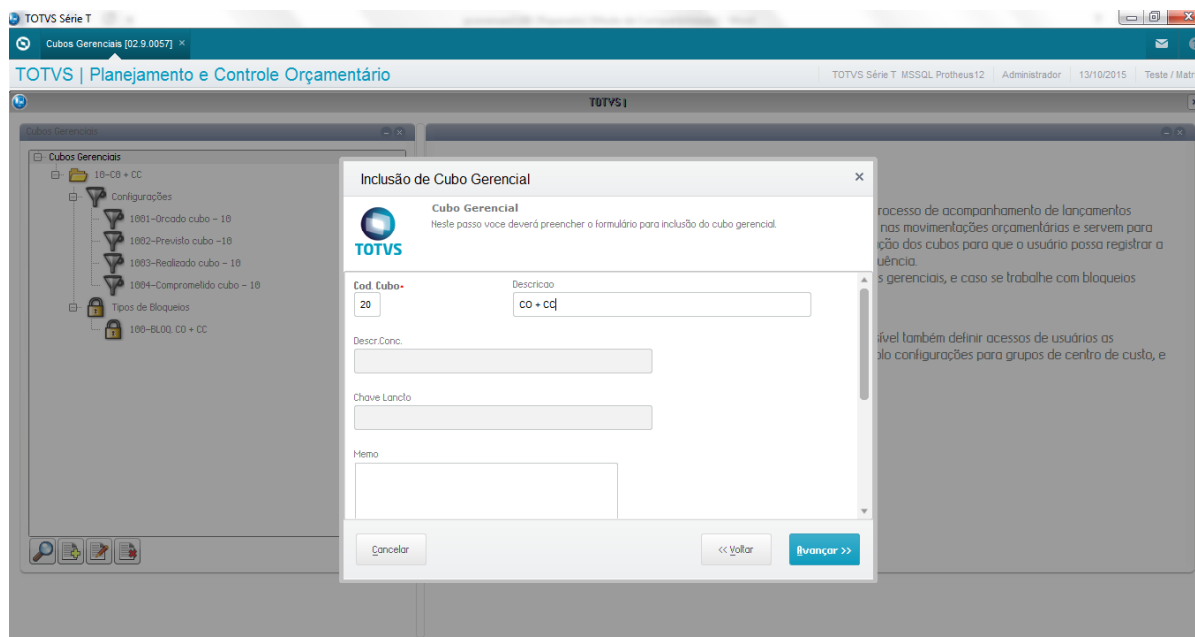 TOTVS Série T
Cubos Gerenciais [02.9.0057] ×
TOTVS | Planejamento e Controle Orçamentário
TOTVS Série T MSSQL Protheus12 | Administrador | 13/10/2015 | Teste / Matr
TOTVS |
Cubos Gerenciais
Cubos Gerenciais
10-CO + CC
Configurações
1001-Orcado cubo - 10
1002-Previsto cubo -10
1003-Realizado cubo - 10
1004-Comprometido cubo - 10
Tipos de Bloqueios
100-BLOQ. CO + CC
rocesso de acompanhamento de lançamentos
nas movimentações orçamentárias e servem para
ção dos cubos para que o usuário possa registrar a
uência.
s gerenciais, e caso se trabalhe com bloqueios
sível também definir acessos de usuários as
plo configurações para grupos de centro de custo, e
Inclusão de Cubo Gerencial ×
TOTVS
Cubo Gerencial
Neste passo voce deverá preencher o formulário para inclusão do cubo gerencial.
Cod. Cubo* Descricao
20 CO + CC
Descr.Conc.
Chave Lancto
Memo
Cancelar << Voltar Avançar >>